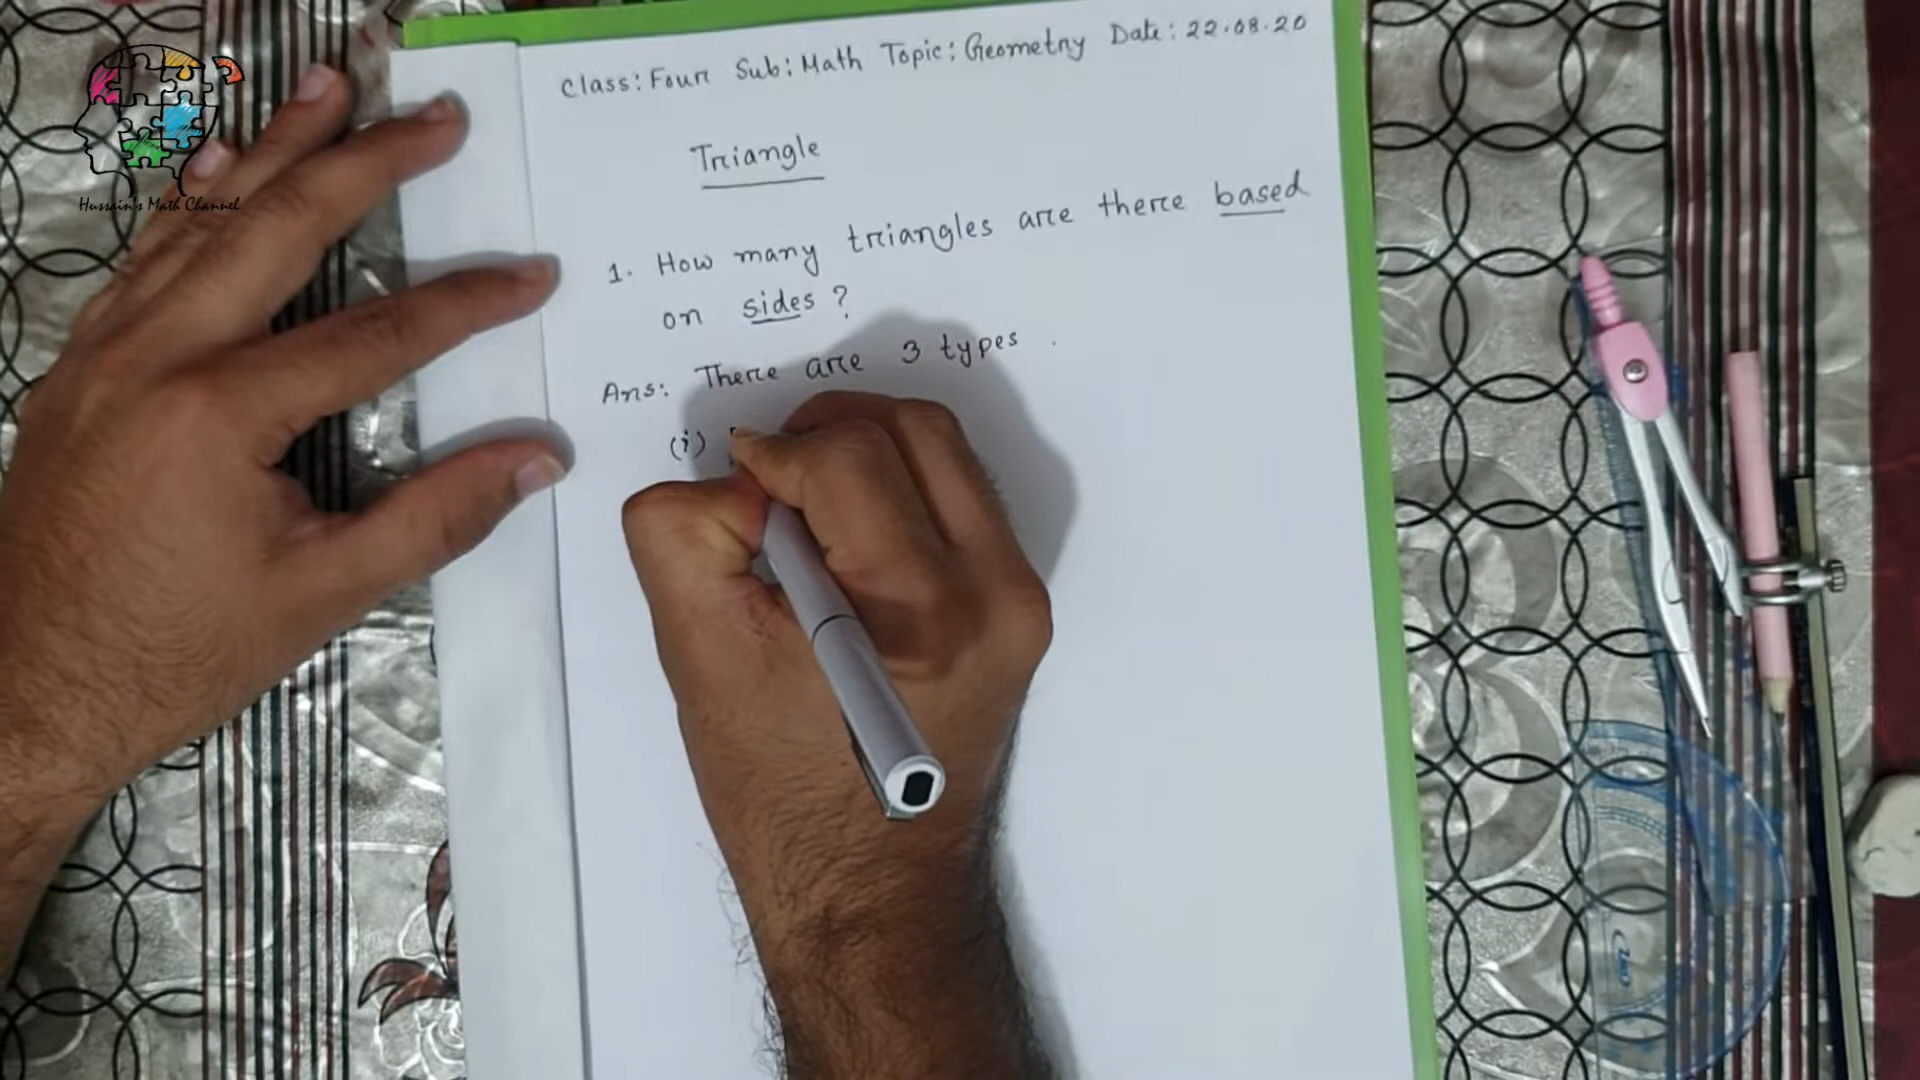 Class: Four Sub: Math Topic: Geometry Date: 22.08.20
Triangle
1. How many triangles are there based
on sides ?
Ans: There are 3 types .
(i)
Hussain's Math Channel